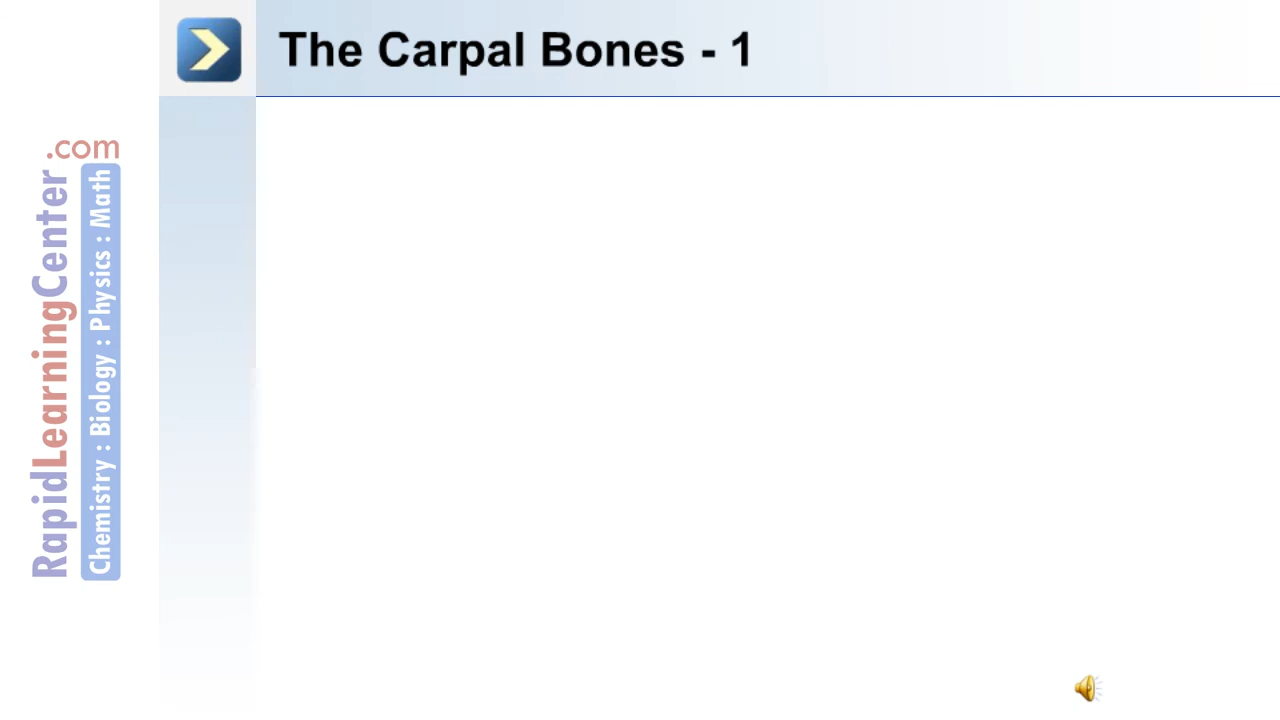 The Carpal Bones - 1
RapidLearningCenter
.com
Chemistry : Biology : Physics : Math